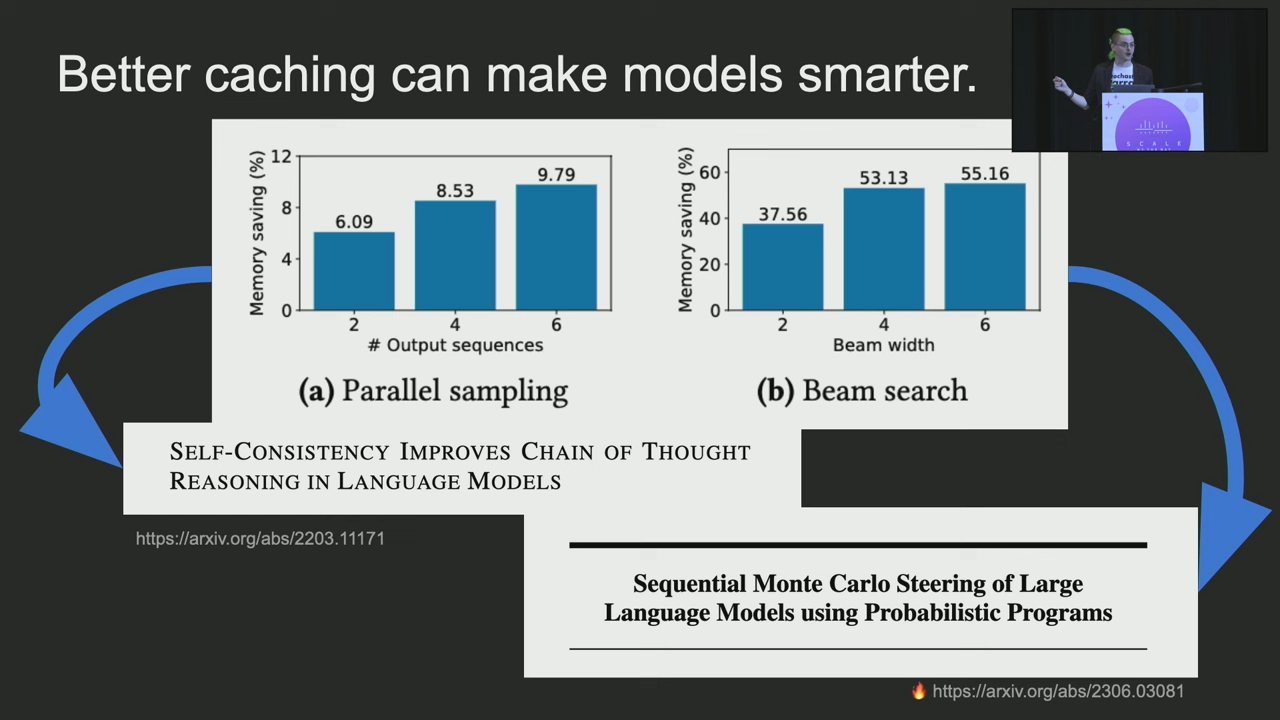 Better caching can make models smarter.
Memory saving (%)
12
8
4
0
6.09
8.53
9.79
2
4
6
# Output sequences
(a) Parallel sampling
Memory saving (%)
60
40
20
0
37.56
53.13
55.16
2
4
6
Beam width
(b) Beam search
SELF-CONSISTENCY IMPROVES CHAIN OF THOUGHT
REASONING IN LANGUAGE MODELS
https://arxiv.org/abs/2203.11171
Sequential Monte Carlo Steering of Large
Language Models using Probabilistic Programs
🔥 https://arxiv.org/abs/2306.03081
SCALE